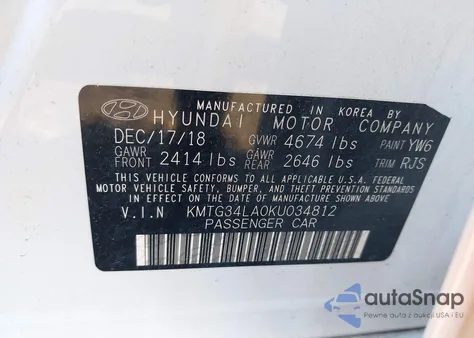 MANUFACTURED IN KOREA BY
HYUNDAI MOTOR COMPANY
DEC/17/18 GVWR 4674 lbs PAINT YW6
GAWR FRONT 2414 lbs GAWR REAR 2646 lbs TRIM RJS
THIS VEHICLE CONFORMS TO ALL APPLICABLE U.S.A FEDERAL
MOTOR VEHICLE SAFETY, BUMPER, AND THEFT PREVENTION
STANDARDS IN EFFECT ON THE DATE OF MANUFACTURE SHOWN ABOVE.
V.I.N KMTG34LA0KU034812
PASSENGER CAR
autoSnap
Pewne auta z aukcji USA i EU